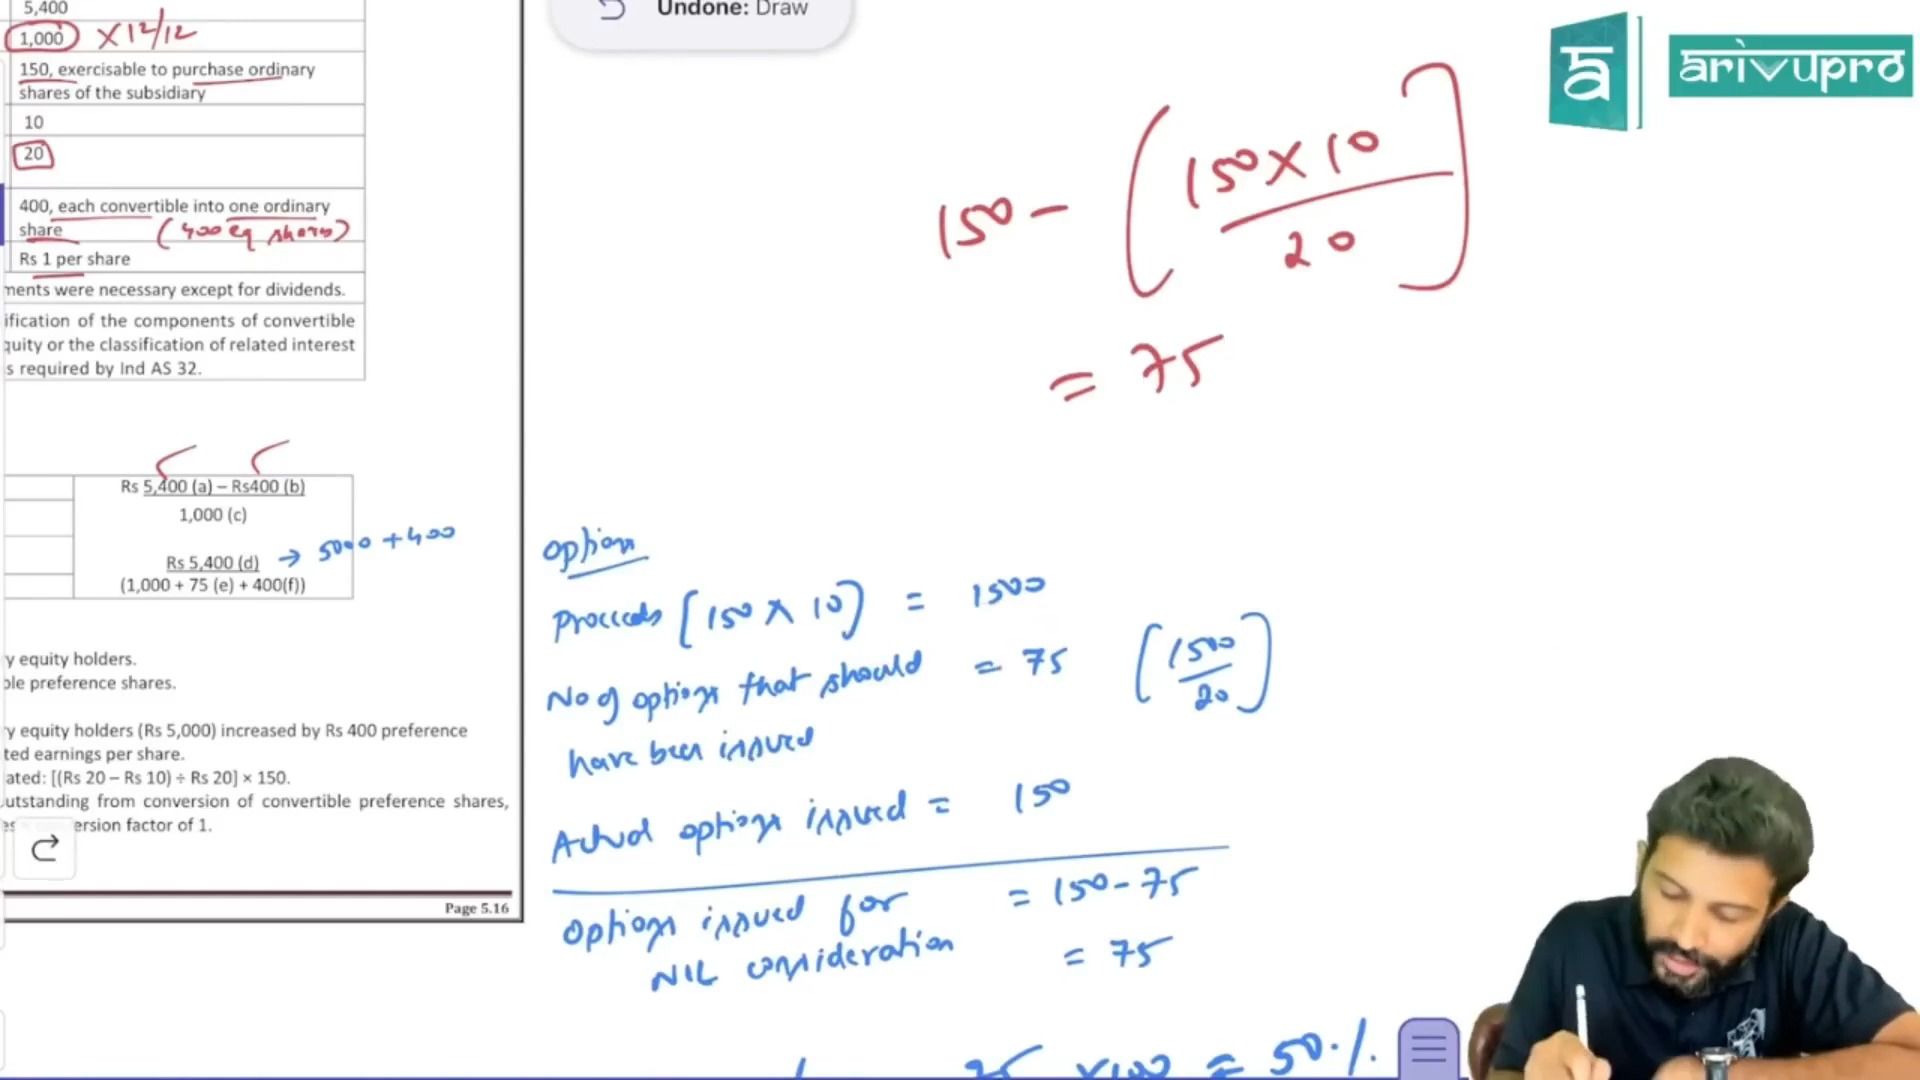 Undone: Draw
arivupro
5,400
1,000 × 12/12
150, exercisable to purchase ordinary
shares of the subsidiary
10
20
400, each convertible into one ordinary
share (400 eq shares)
Rs 1 per share
ments were necessary except for dividends.
ification of the components of convertible
quity or the classification of related interest
s required by Ind AS 32.
Rs 5,400 (a) – Rs400 (b)
1,000 (c)
Rs 5,400 (d) → 5000 + 400
(1,000 + 75 (e) + 400(f))
y equity holders.
ble preference shares.
y equity holders (Rs 5,000) increased by Rs 400 preference
ted earnings per share.
ated: [(Rs 20 – Rs 10) ÷ Rs 20] × 150.
utstanding from conversion of convertible preference shares,
ersion factor of 1.
Page 5.16
150 - [150 × 10
20]
= 75
Options
Proceeds [150 × 10] = 1500
No of options that should = 75 [1500
20]
have been issued
Actual options issued = 150
Options issued for = 150 - 75
NIL consideration = 75
×100 = 50%.